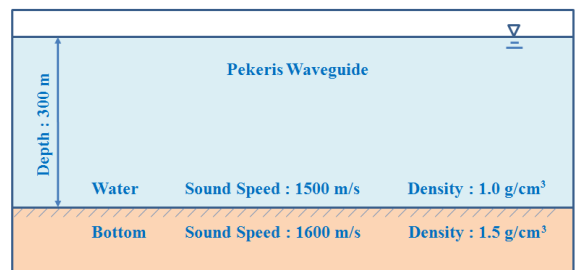 Pekeris Waveguide
Depth : 300 m
Water Sound Speed : 1500 m/s Density : 1.0 g/cm³
Bottom Sound Speed : 1600 m/s Density : 1.5 g/cm³